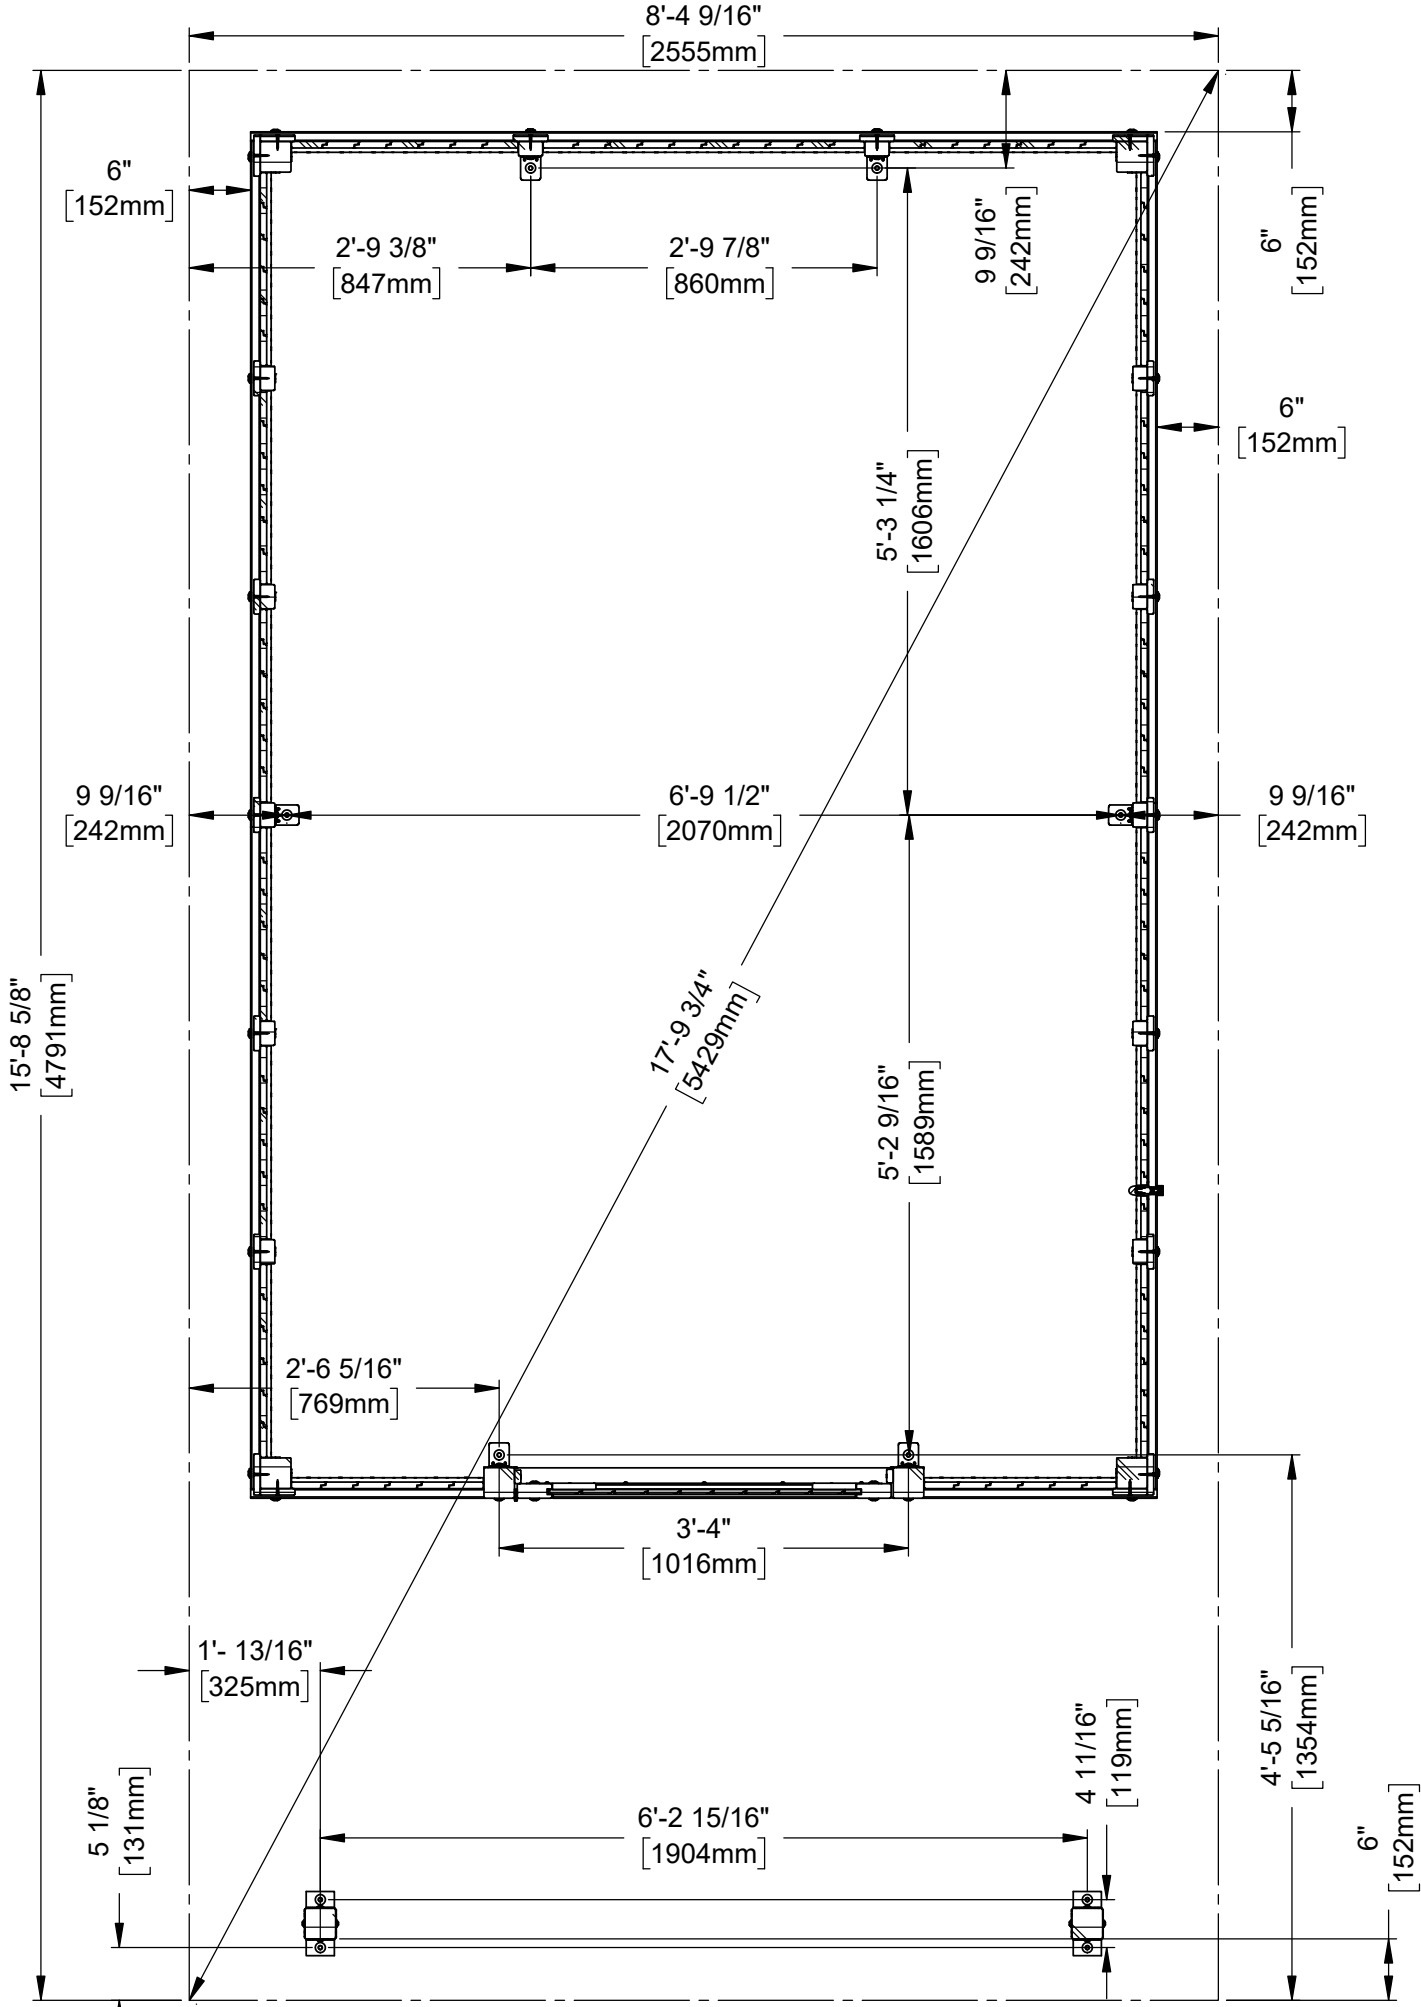 8'-4 9/16"
[2555mm]
6"
[152mm]
2'-9 3/8"
[847mm]
2'-9 7/8"
[860mm]
9 9/16"
[242mm]
6"
[152mm]
6"
[152mm]
5'-3 1/4"
[1606mm]
9 9/16"
[242mm]
6'-9 1/2"
[2070mm]
9 9/16"
[242mm]
15'-8 5/8"
[4791mm]
17'-9 3/4"
[5429mm]
5'-2 9/16"
[1589mm]
2'-6 5/16"
[769mm]
3'-4"
[1016mm]
1'- 13/16"
[325mm]
4 11/16"
[119mm]
4'-5 5/16"
[1354mm]
5 1/8"
[131mm]
6'-2 15/16"
[1904mm]
6"
[152mm]